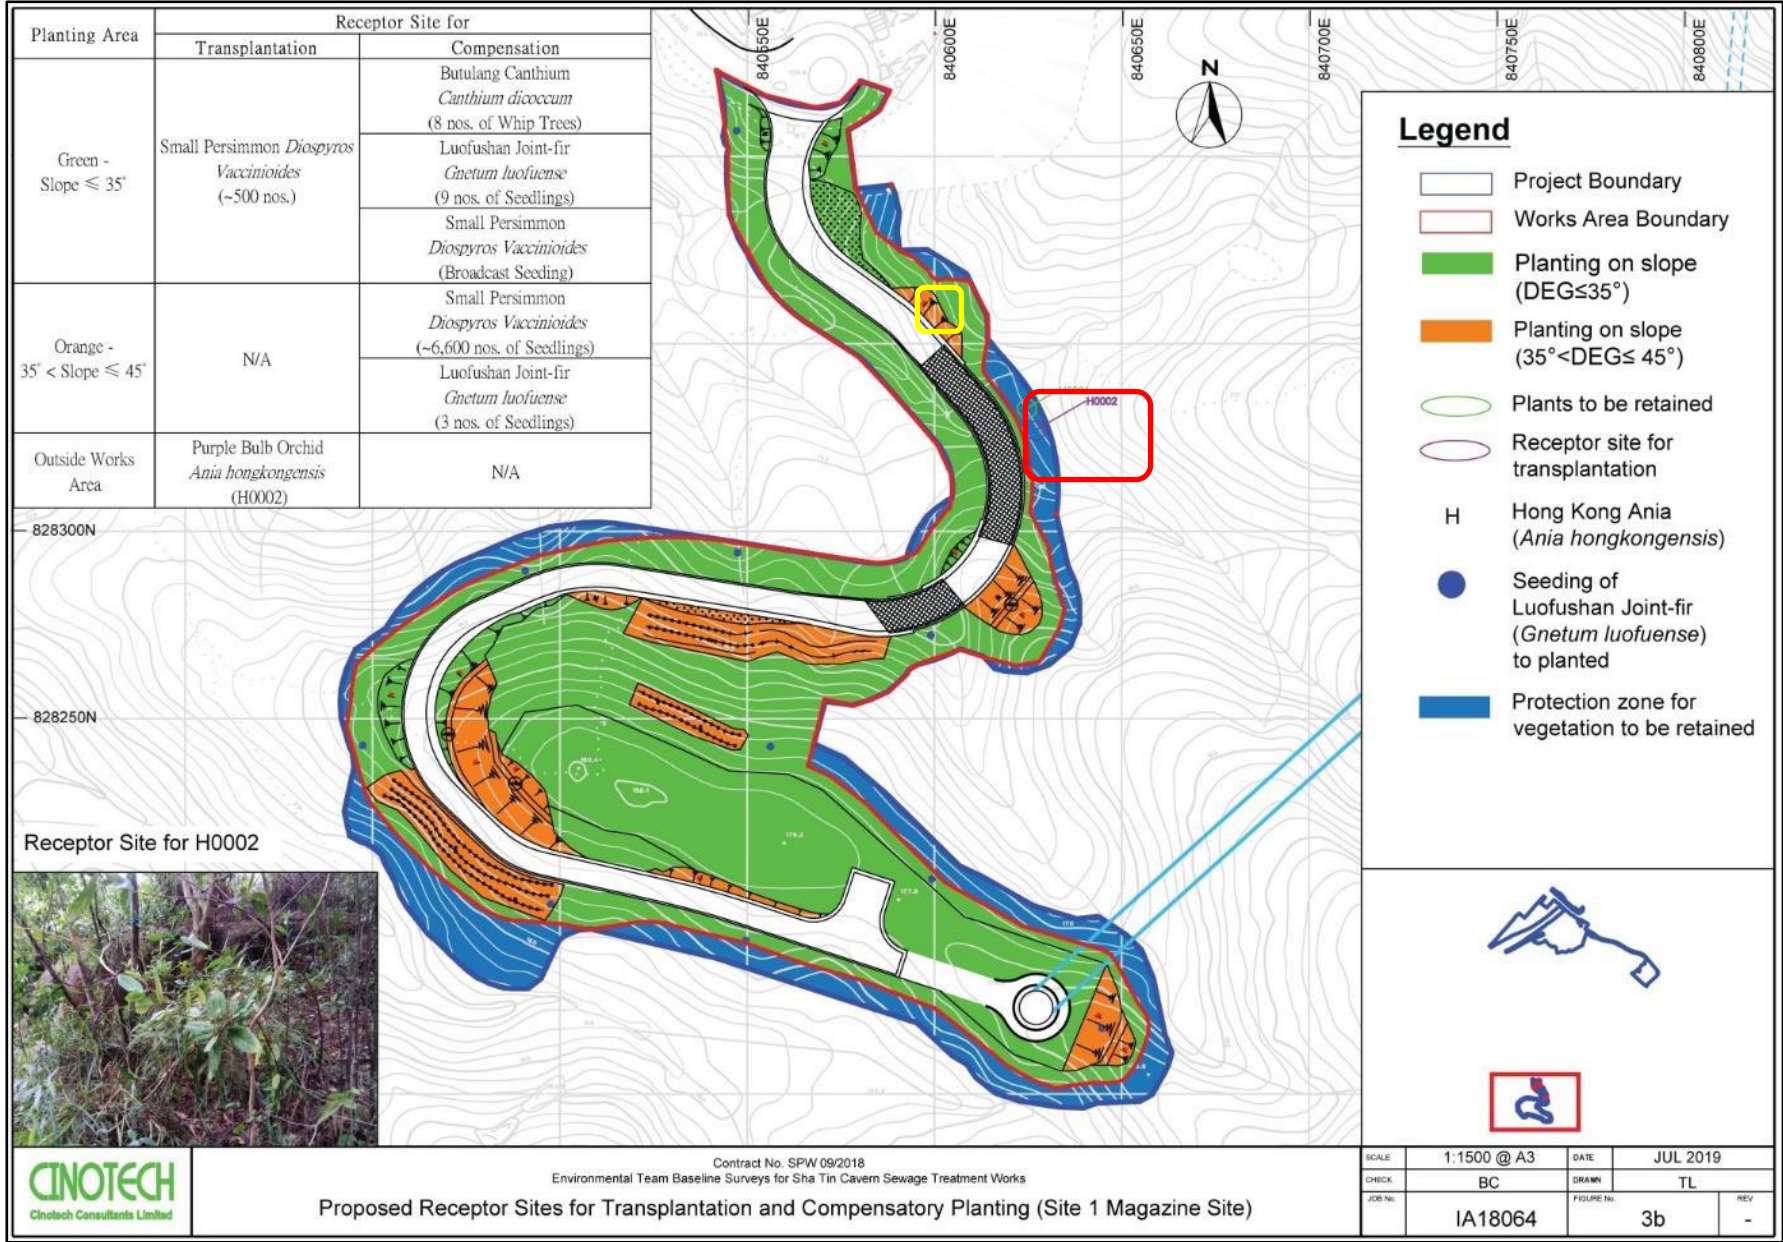 Planting Area
Receptor Site for
Transplantation
Compensation
Green -
Slope ≦ 35°
Small Persimmon Diospyros
Vaccinioides
(~500 nos.)
Butulang Canthium
Canthium dicoccum
(8 nos. of Whip Trees)
Luofushan Joint-fir
Gnetum luofuense
(9 nos. of Seedlings)
Small Persimmon
Diospyros Vaccinioides
(Broadcast Seeding)
Orange -
35° < Slope ≦ 45°
N/A
Small Persimmon
Diospyros Vaccinioides
(~6,600 nos. of Seedlings)
Luofushan Joint-fir
Gnetum luofuense
(3 nos. of Seedlings)
Outside Works
Area
Purple Bulb Orchid
Ania hongkongensis
(H0002)
N/A
840550E
840600E
840650E
840700E
840750E
840800E
N
H0002
828300N
828250N
Legend
Project Boundary
Works Area Boundary
Planting on slope
(DEG≤35°)
Planting on slope
(35°<DEG≤ 45°)
Plants to be retained
Receptor site for
transplantation
H
Hong Kong Ania
(Ania hongkongensis)
Seeding of
Luofushan Joint-fir
(Gnetum luofuense)
to planted
Protection zone for
vegetation to be retained
Receptor Site for H0002
CINOTECH
Cinotech Consultants Limited
Contract No. SPW 09/2018
Environmental Team Baseline Surveys for Sha Tin Cavern Sewage Treatment Works
Proposed Receptor Sites for Transplantation and Compensatory Planting (Site 1 Magazine Site)
SCALE 1:1500 @ A3 DATE JUL 2019
CHECK BC DRAWN TL
JOB No. IA18064 FIGURE No. 3b REV -